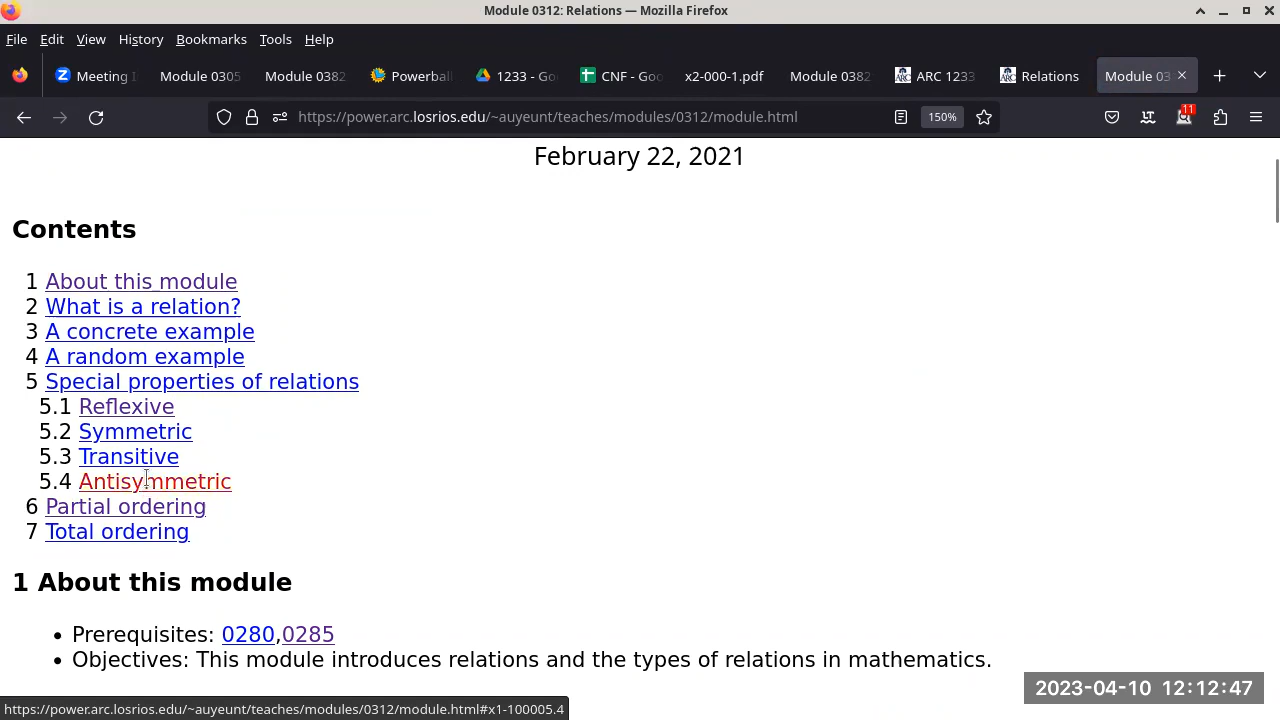 Module 0312: Relations — Mozilla Firefox
File Edit View History Bookmarks Tools Help
Meeting Module 0305 Module 0382 Powerball 1233 - Go CNF - Goo x2-000-1.pdf Module 0382 ARC 1233 Relations Module 03
https://power.arc.losrios.edu/~auyeunt/teaches/modules/0312/module.html 150% 11
February 22, 2021
Contents
1 About this module
2 What is a relation?
3 A concrete example
4 A random example
5 Special properties of relations
5.1 Reflexive
5.2 Symmetric
5.3 Transitive
5.4 Antisymmetric
6 Partial ordering
7 Total ordering
1 About this module
• Prerequisites: 0280,0285
• Objectives: This module introduces relations and the types of relations in mathematics.
2023-04-10 12:12:47
https://power.arc.losrios.edu/~auyeunt/teaches/modules/0312/module.html#x1-100005.4